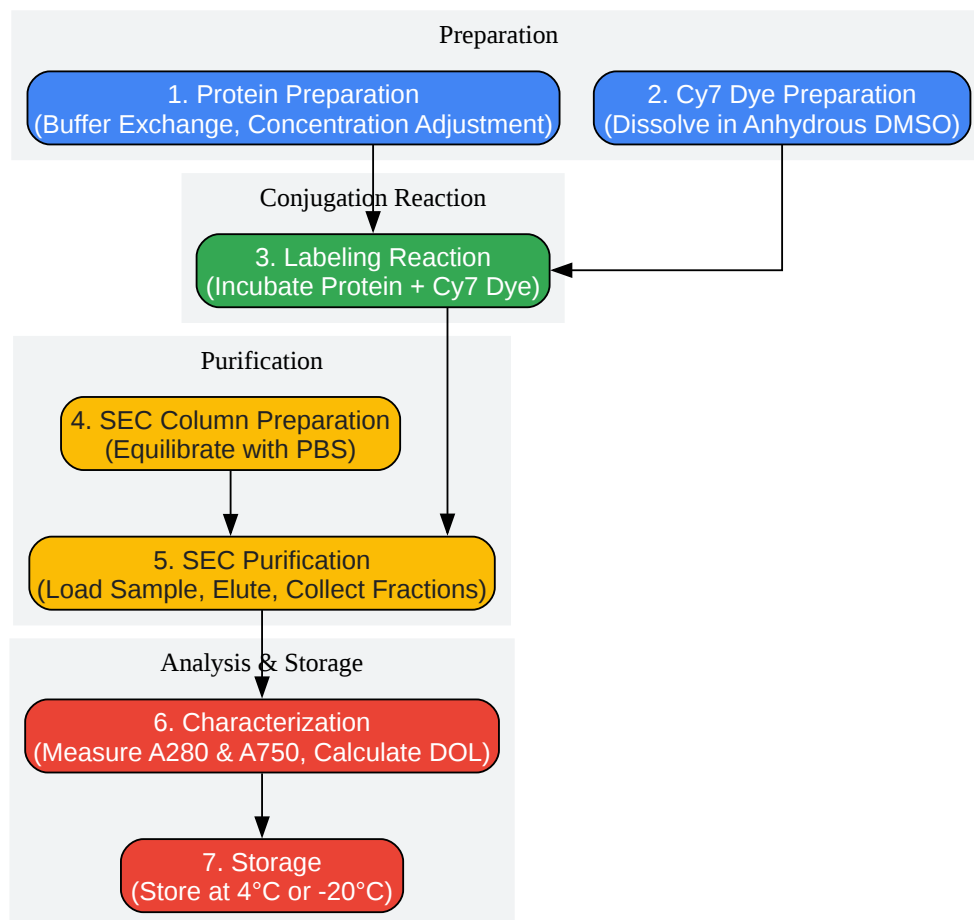 Preparation
1. Protein Preparation
(Buffer Exchange, Concentration Adjustment)
2. Cy7 Dye Preparation
(Dissolve in Anhydrous DMSO)
Conjugation Reaction
3. Labeling Reaction
(Incubate Protein + Cy7 Dye)
Purification
4. SEC Column Preparation
(Equilibrate with PBS)
5. SEC Purification
(Load Sample, Elute, Collect Fractions)
Analysis & Storage
6. Characterization
(Measure A280 & A750, Calculate DOL)
7. Storage
(Store at 4°C or -20°C)